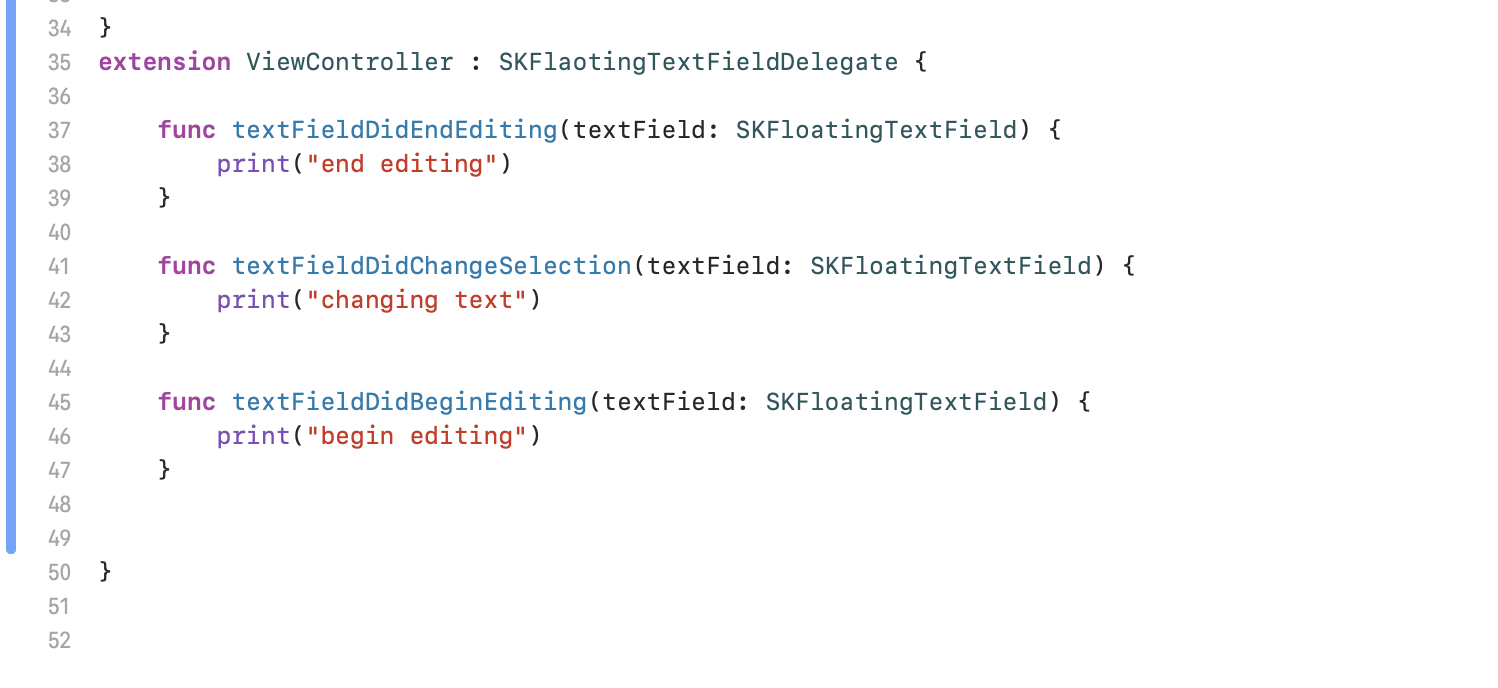 34 }
35 extension ViewController : SKFlaotingTextFieldDelegate {
36
37     func textFieldDidEndEditing(textField: SKFloatingTextField) {
38         print("end editing")
39     }
40
41     func textFieldDidChangeSelection(textField: SKFloatingTextField) {
42         print("changing text")
43     }
44
45     func textFieldDidBeginEditing(textField: SKFloatingTextField) {
46         print("begin editing")
47     }
48
49
50 }
51
52